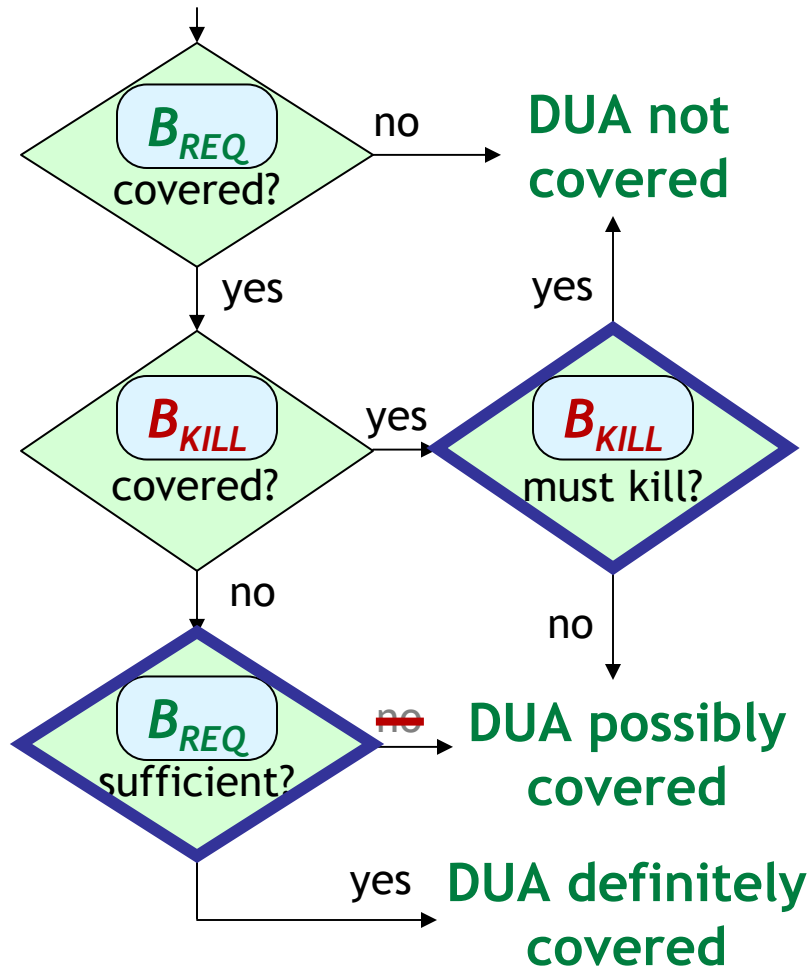 B_REQ
covered?
no
DUA not
covered
yes
yes
B_KILL
covered?
yes
B_KILL
must kill?
no
no
B_REQ
sufficient?
no
DUA possibly
covered
yes
DUA definitely
covered